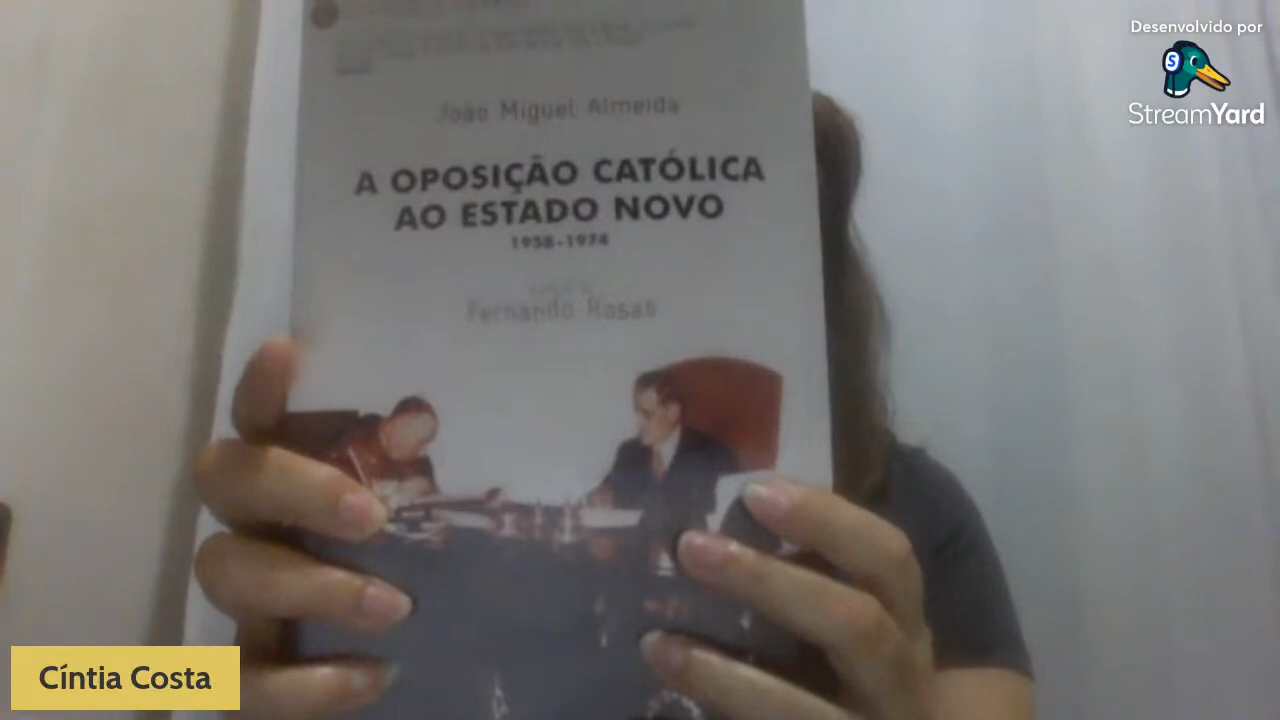 Desenvolvido por
StreamYard
João Miguel Almeida
A OPOSIÇÃO CATÓLICA
AO ESTADO NOVO
1958-1974
Fernando Rosas
Cíntia Costa